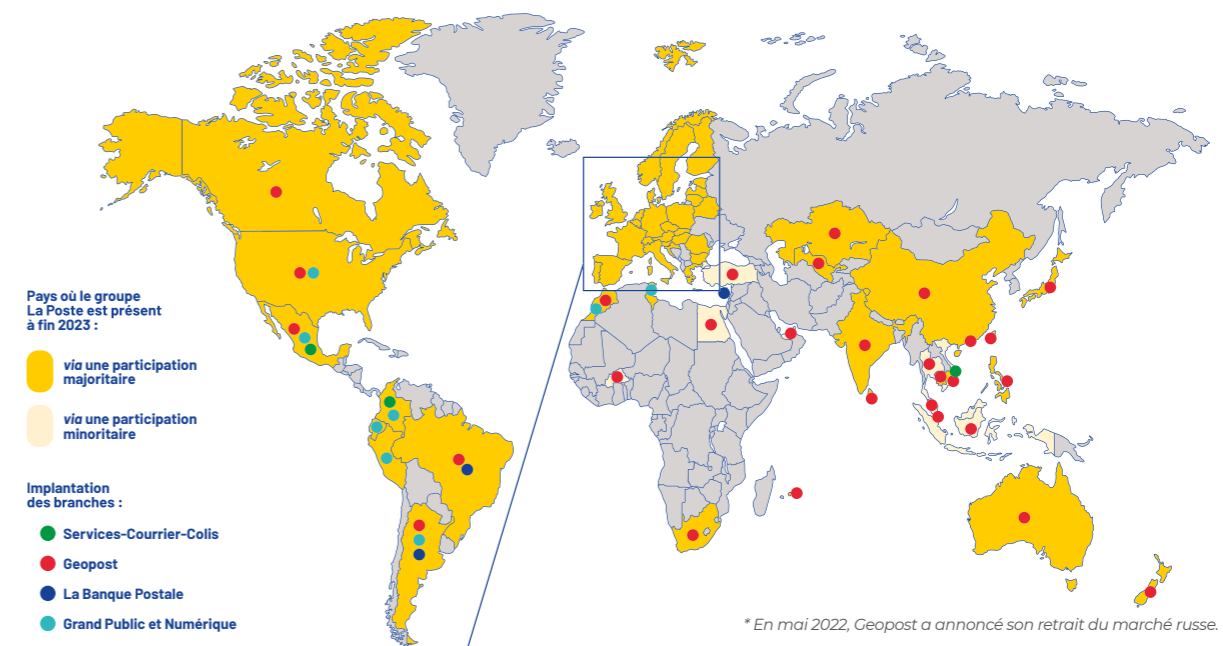 Pays où le groupe
La Poste est présent
à fin 2023 :
via une participation
majoritaire
via une participation
minoritaire
Implantation
des branches :
Services-Courrier-Colis
Geopost
La Banque Postale
Grand Public et Numérique
* En mai 2022, Geopost a annoncé son retrait du marché russe.